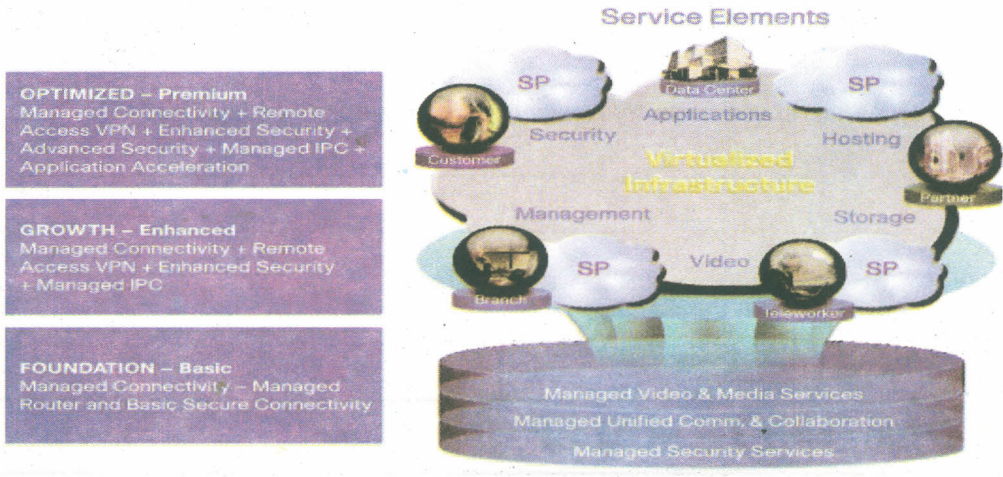 Service Elements
OPTIMIZED – Premium
Managed Connectivity + Remote
Access VPN + Enhanced Security +
Advanced Security + Managed IPC +
Application Acceleration
GROWTH – Enhanced
Managed Connectivity + Remote
Access VPN + Enhanced Security
+ Managed IPC
FOUNDATION – Basic
Managed Connectivity – Managed
Router and Basic Secure Connectivity
SP
Data Center
SP
Applications
Customer
Security
Hosting
Virtualized
Infrastructure
Partner
Management
Storage
Video
SP
SP
Branch
Teleworker
Managed Video & Media Services
Managed Unified Comm. & Collaboration
Managed Security Services